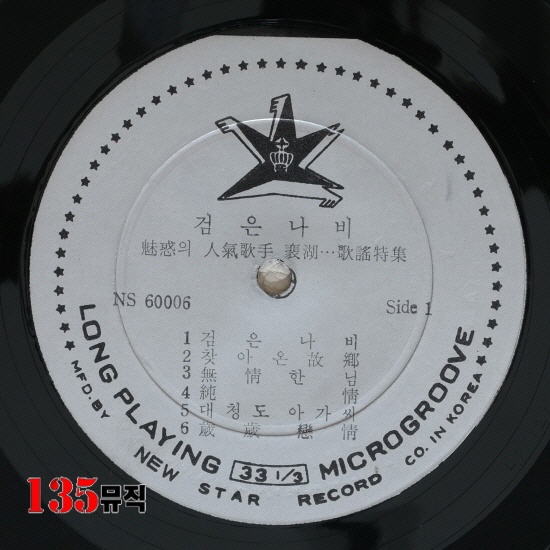 검은나비
魅惑의 人氣歌手 裵湖…歌謠特集
NS 60006
Side 1
1 검은나비
2 찾아온故鄕
3 無情한님
4 純情
5 대청도아가씨
6 歲歲戀情
LONG PLAYING 33 1/3 MICROGROOVE
MFD. BY NEW STAR RECORD CO. IN KOREA
135뮤직